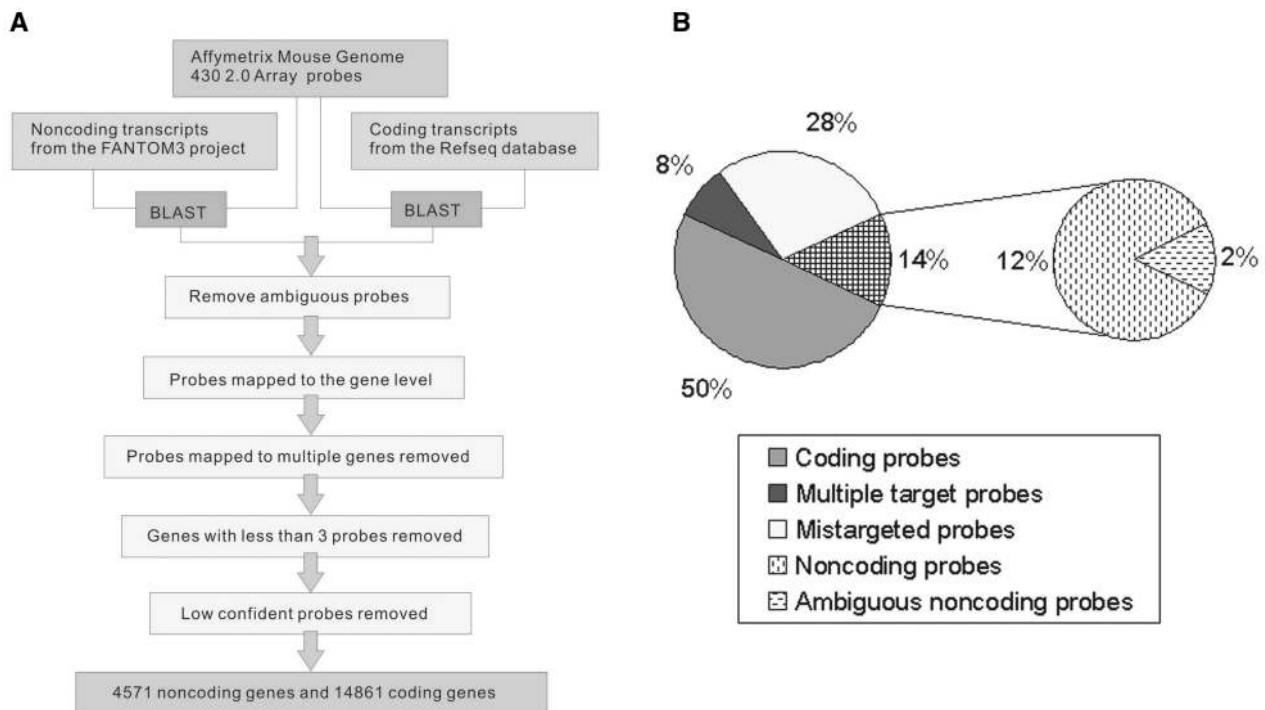 A
Affymetrix Mouse Genome
430 2.0 Array probes
Noncoding transcripts
from the FANTOM3 project
Coding transcripts
from the Refseq database
BLAST
BLAST
Remove ambiguous probes
Probes mapped to the gene level
Probes mapped to multiple genes removed
Genes with less than 3 probes removed
Low confident probes removed
4571 noncoding genes and 14861 coding genes
B
28%
8%
14%
12%
2%
50%
Coding probes
Multiple target probes
Mistargeted probes
Noncoding probes
Ambiguous noncoding probes